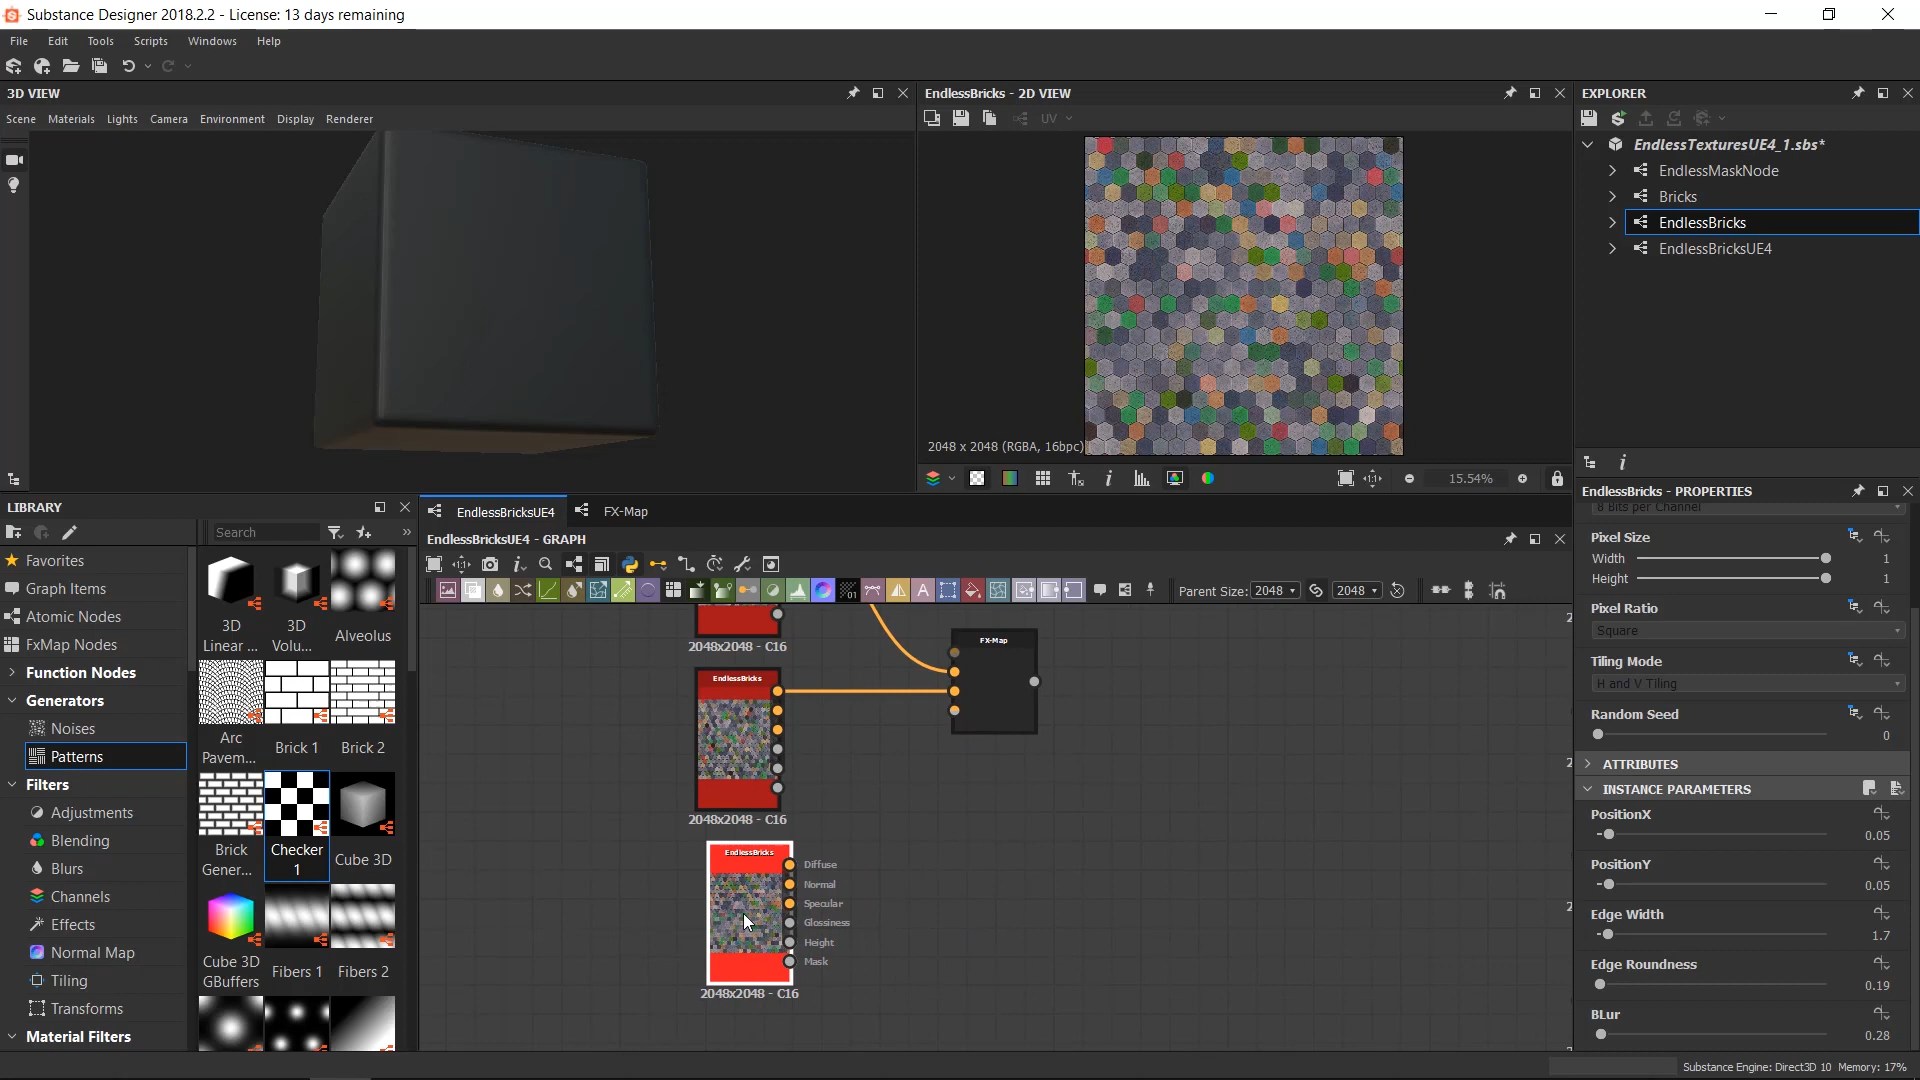 Substance Designer 2018.2.2 - License: 13 days remaining
File Edit Tools Scripts Windows Help
3D VIEW
Scene Materials Lights Camera Environment Display Renderer
EndlessBricks - 2D VIEW
UV
2048 x 2048 (RGBA, 16bpc)
15.54%
EXPLORER
EndlessTexturesUE4_1.sbs*
EndlessMaskNode
Bricks
EndlessBricks
EndlessBricksUE4
LIBRARY
Search
Favorites
Graph Items
Atomic Nodes
FxMap Nodes
Function Nodes
Generators
Noises
Patterns
Filters
Adjustments
Blending
Blurs
Channels
Effects
Normal Map
Tiling
Transforms
Material Filters
3D Linear ...
3D Volu...
Alveolus
Arc Pavem...
Brick 1
Brick 2
Brick Gener...
Checker 1
Cube 3D
Cube 3D GBuffers
Fibers 1
Fibers 2
EndlessBricksUE4
FX-Map
EndlessBricksUE4 - GRAPH
Parent Size: 2048
2048
2048x2048 - C16
EndlessBricks
2048x2048 - C16
FX-Map
EndlessBricks
Diffuse
Normal
Specular
Glossiness
Height
Mask
2048x2048 - C16
EndlessBricks - PROPERTIES
8 Bits per Channel
Pixel Size
Width 1
Height 1
Pixel Ratio
Square
Tiling Mode
H and V Tiling
Random Seed
0
ATTRIBUTES
INSTANCE PARAMETERS
PositionX
0.05
PositionY
0.05
Edge Width
1.7
Edge Roundness
0.19
BLur
0.28
Substance Engine: Direct3D 10 Memory: 17%